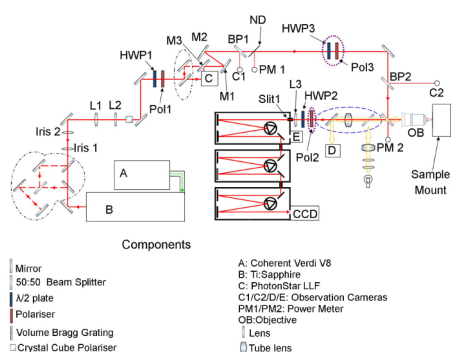 ND
M2
BP1
HWP3
M3
HWP1
C
C1
PM 1
M1
Pol3
BP2
L3
HWP2
C2
Pol1
Slit1
L1
L2
Iris 2
Iris 1
E
OB
Pol2
PM 2
D
A
Sample
Mount
B
CCD
Components
Mirror
50:50 Beam Splitter
λ/2 plate
Polariser
Volume Bragg Grating
Crystal Cube Polariser
A: Coherent Verdi V8
B: Ti:Sapphire
C: PhotonStar LLF
C1/C2/D/E: Observation Cameras
PM1/PM2: Power Meter
OB:Objective
Lens
Tube lens